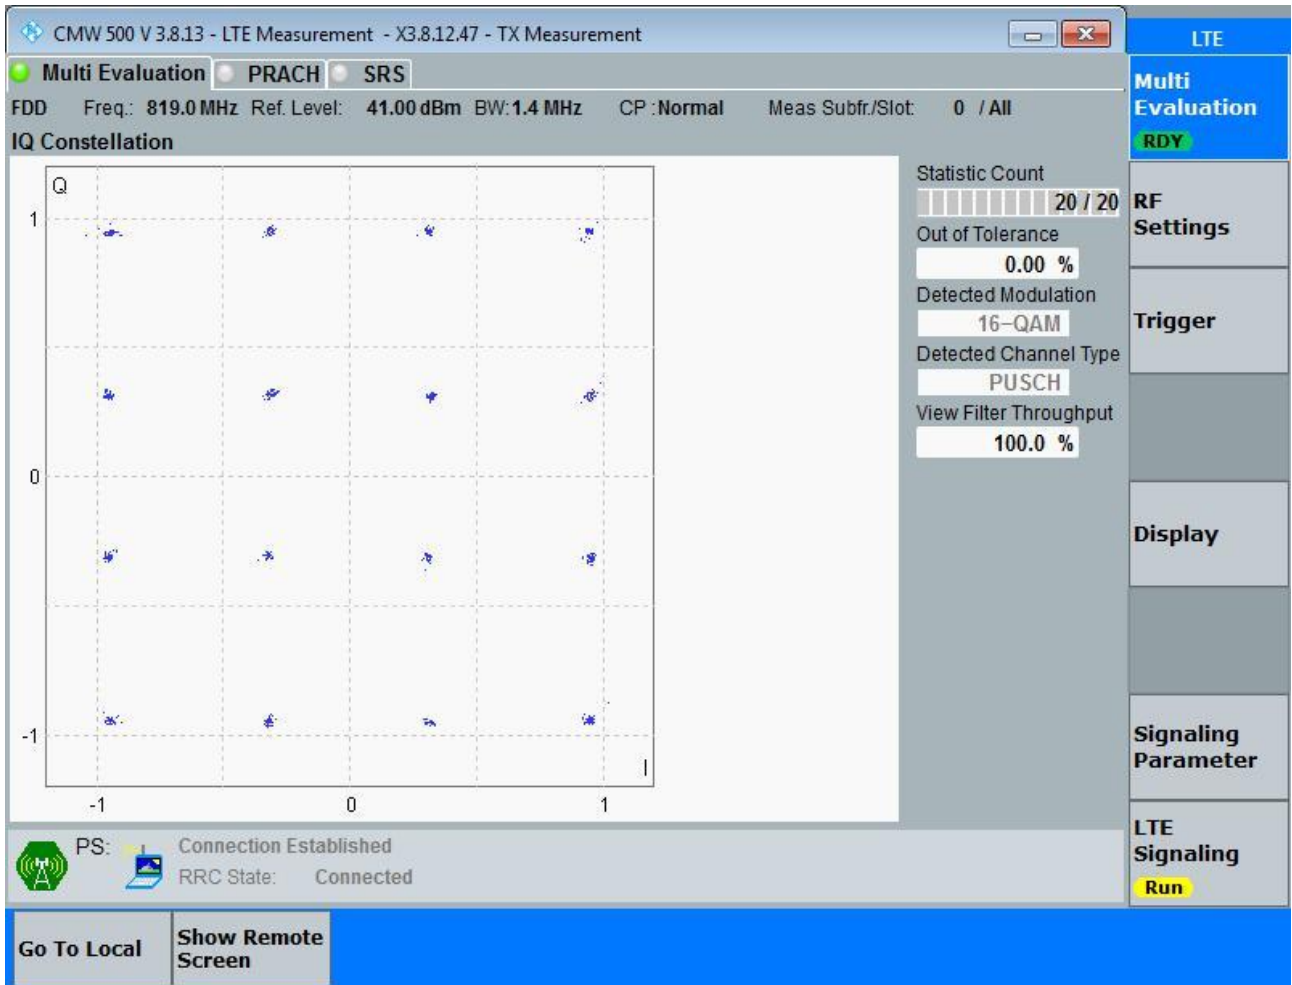 CMW 500 V 3.8.13 - LTE Measurement - X3.8.12.47 - TX Measurement
LTE
Multi Evaluation PRACH SRS
FDD Freq.: 819.0 MHz Ref. Level: 41.00 dBm BW: 1.4 MHz CP : Normal Meas Subfr./Slot: 0 / All
IQ Constellation
Q
1
0
-1
I
-1 0 1
Statistic Count
20 / 20
Out of Tolerance
0.00 %
Detected Modulation
16-QAM
Detected Channel Type
PUSCH
View Filter Throughput
100.0 %
Multi
Evaluation
RDY
RF
Settings
Trigger
Display
Signaling
Parameter
LTE
Signaling
Run
PS: Connection Established
RRC State: Connected
Go To Local
Show Remote
Screen